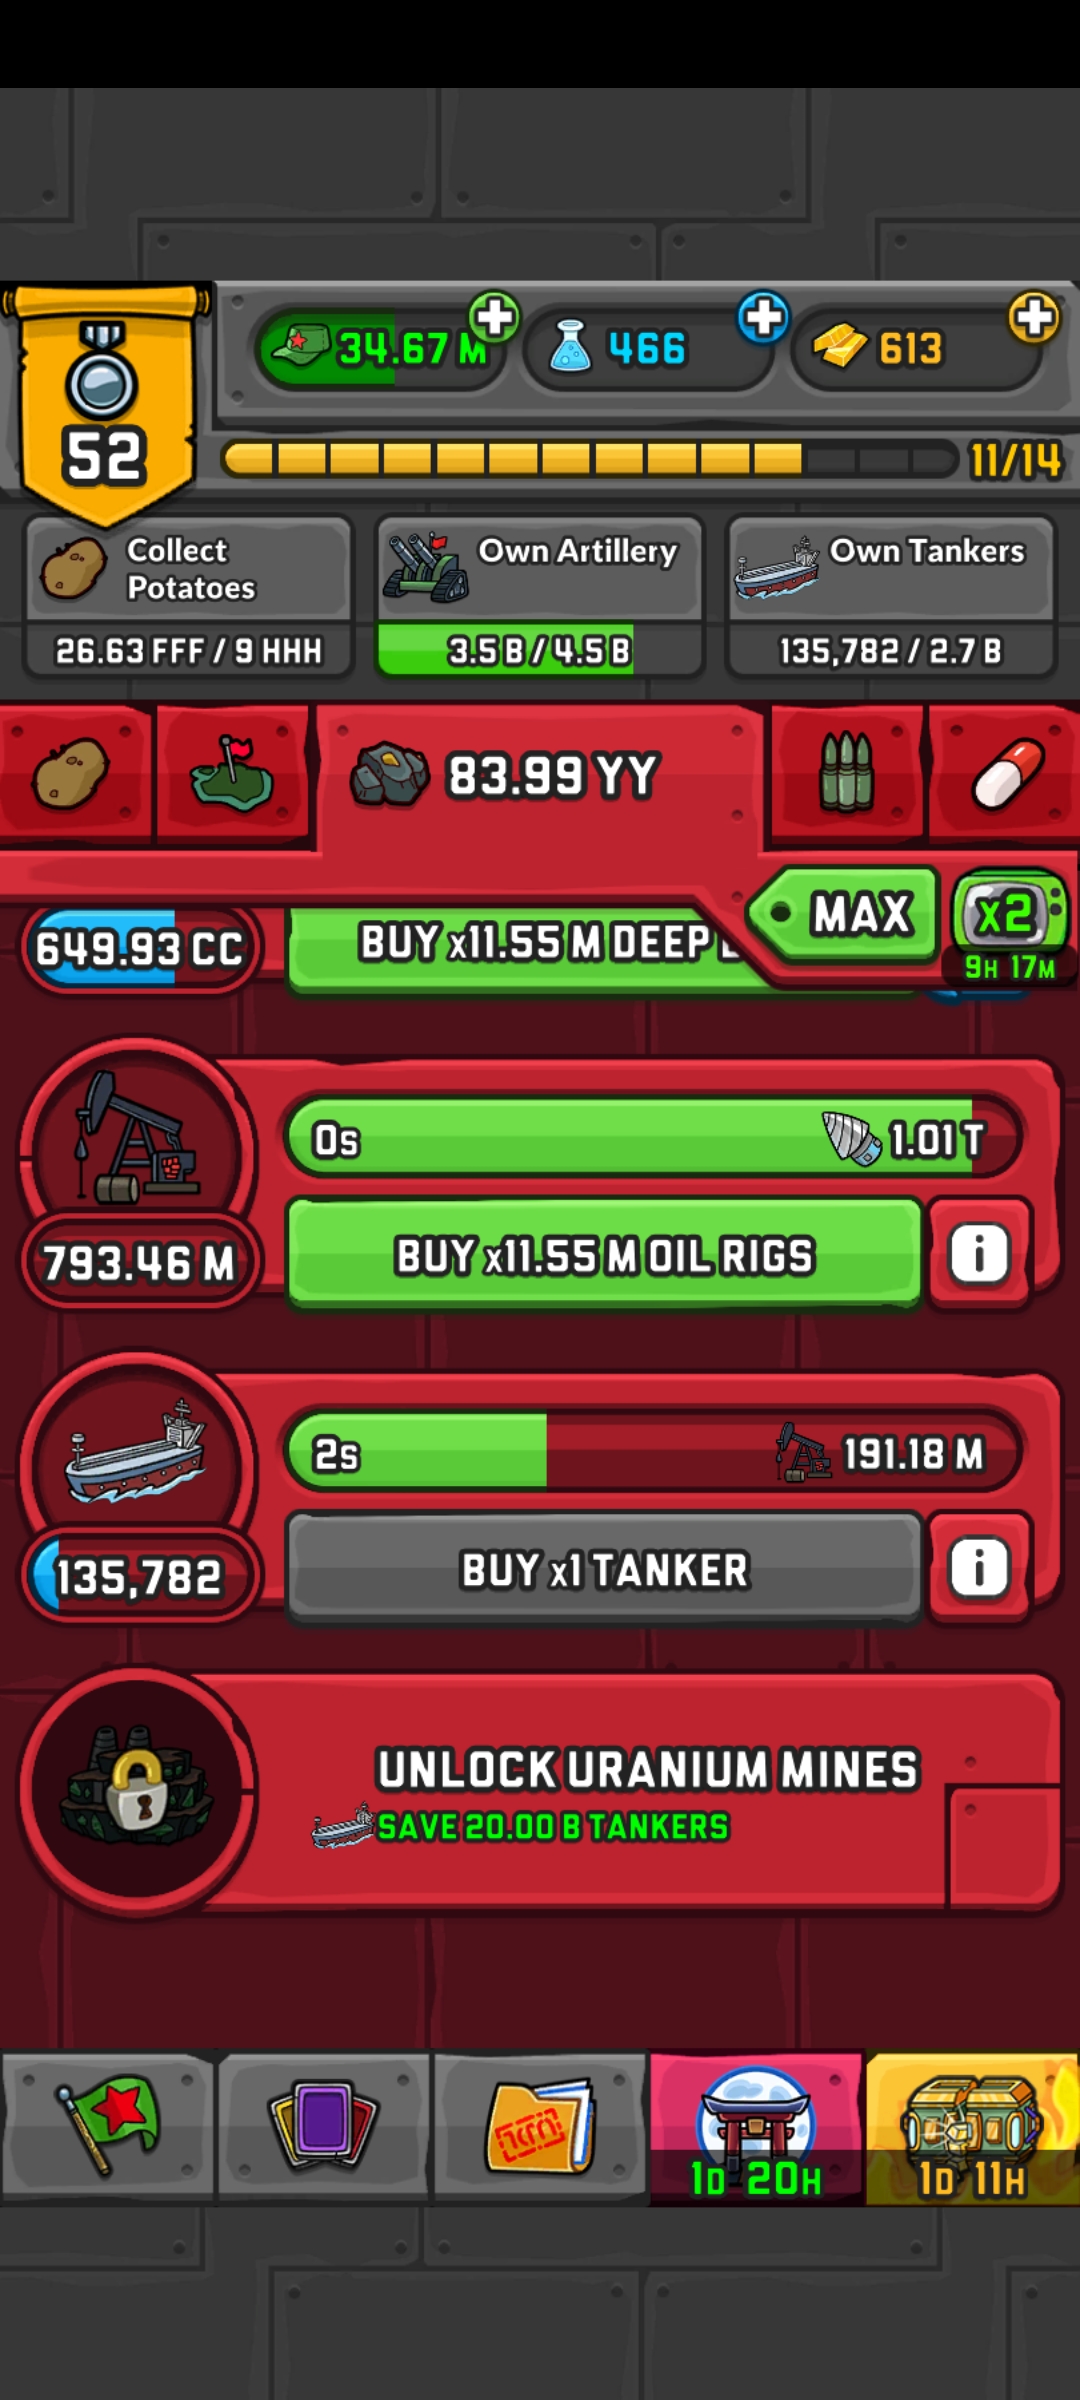 34.67 M
466
613
52
11/14
Collect
Potatoes
26.63 FFF / 9 HHH
Own Artillery
3.5 B / 4.5 B
Own Tankers
135,782 / 2.7 B
83.99 YY
MAX
x2
9H 17M
649.93 CC
BUY x11.55 M DEEP
0s
1.01 T
793.46 M
BUY x11.55 M OIL RIGS
2s
191.18 M
135,782
BUY x1 TANKER
UNLOCK URANIUM MINES
SAVE 20.00 B TANKERS
1D 20H
1D 11H